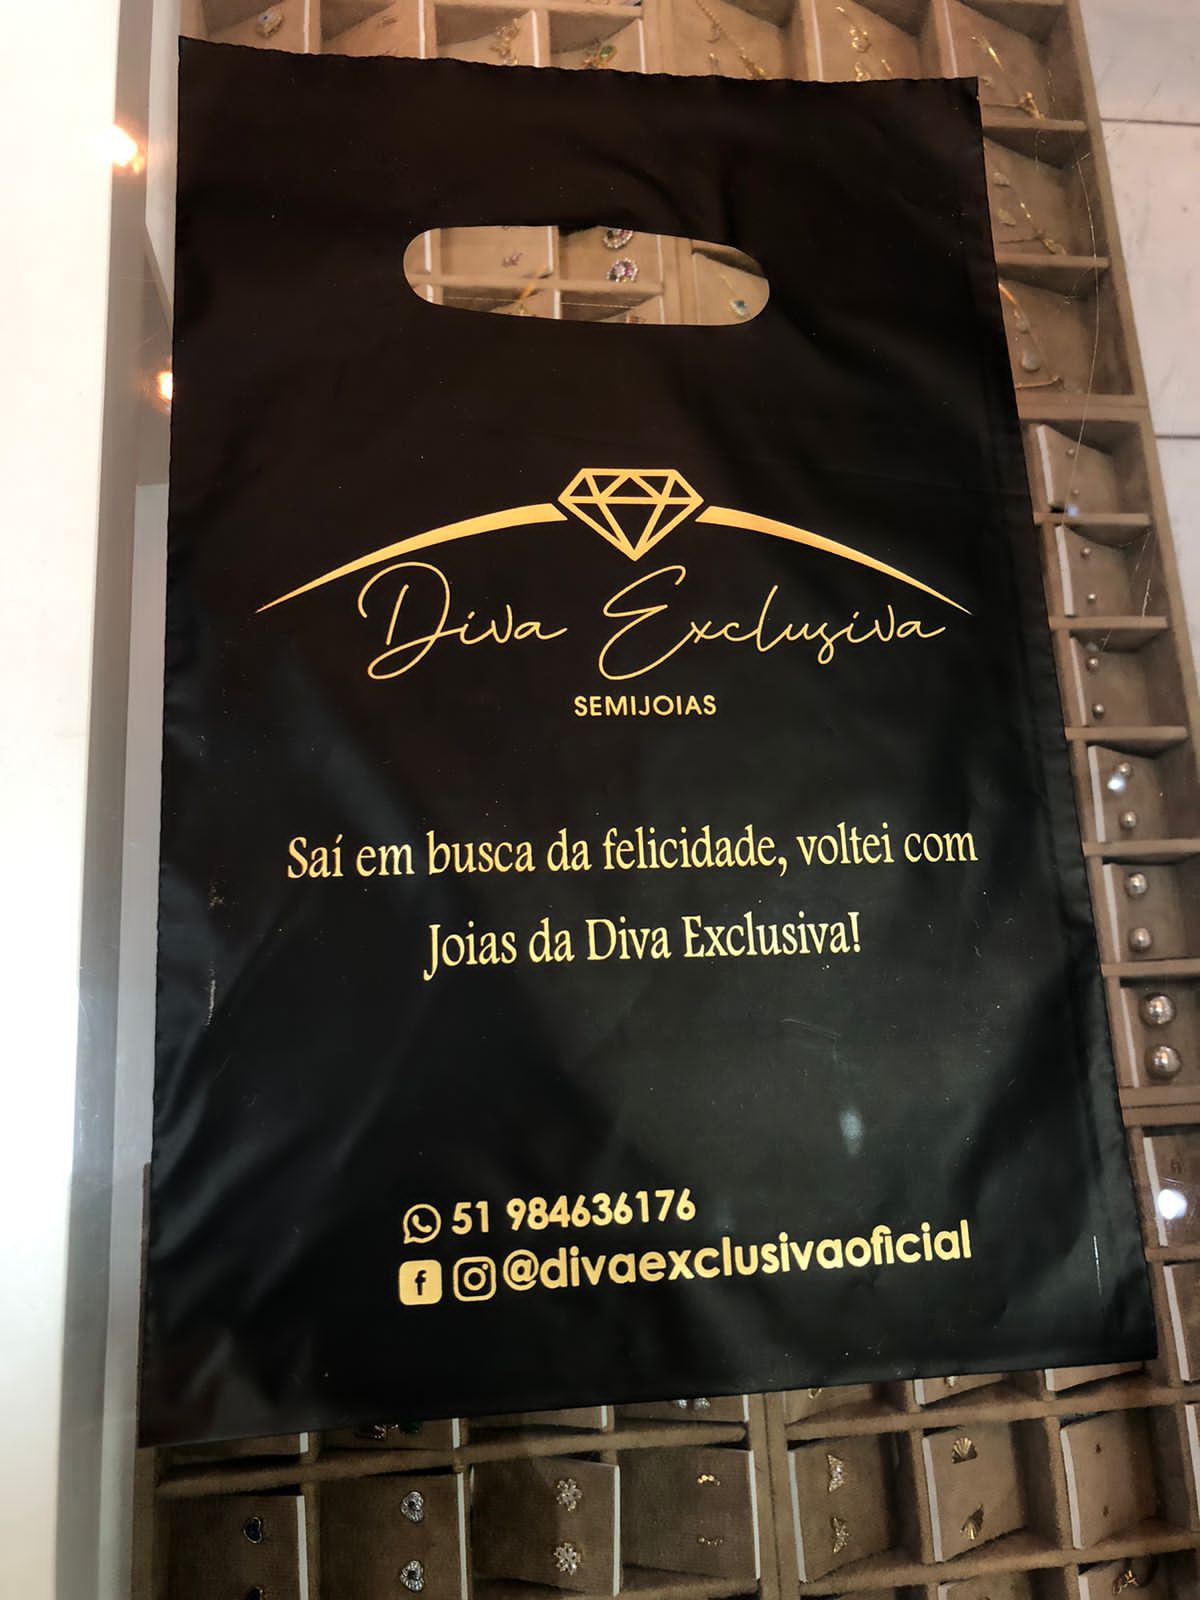 Diva Exclusiva
SEMIJOIAS
Saí em busca da felicidade, voltei com
Joias da Diva Exclusiva!
51 984636176
@divaexclusivaoficial